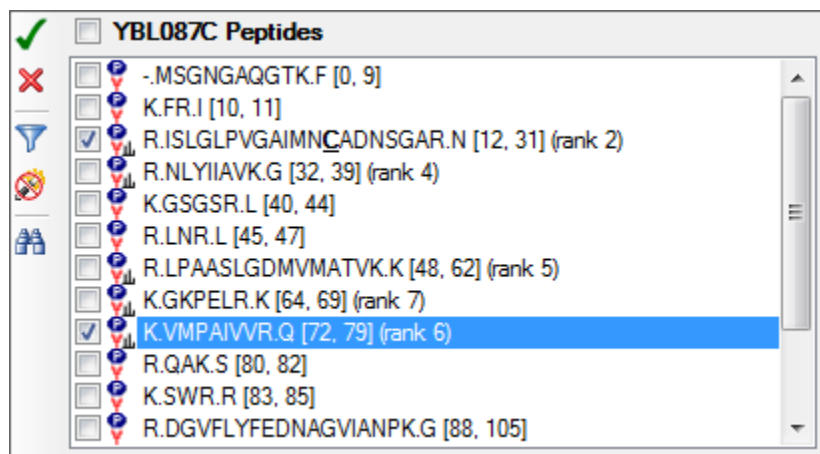 YBL087C Peptides
-.MSGNGAQGTK.F [0, 9]
K.FR.I [10, 11]
R.ISLGLPVGAIMNCADNSGAR.N [12, 31] (rank 2)
R.NLYIIAVK.G [32, 39] (rank 4)
K.GSGSR.L [40, 44]
R.LNR.L [45, 47]
R.LPAASLGDMVMATVK.K [48, 62] (rank 5)
K.GKPELR.K [64, 69] (rank 7)
K.VMPAIVVR.Q [72, 79] (rank 6)
R.QAK.S [80, 82]
K.SWR.R [83, 85]
R.DGVFLYFEDNAGVIANPK.G [88, 105]